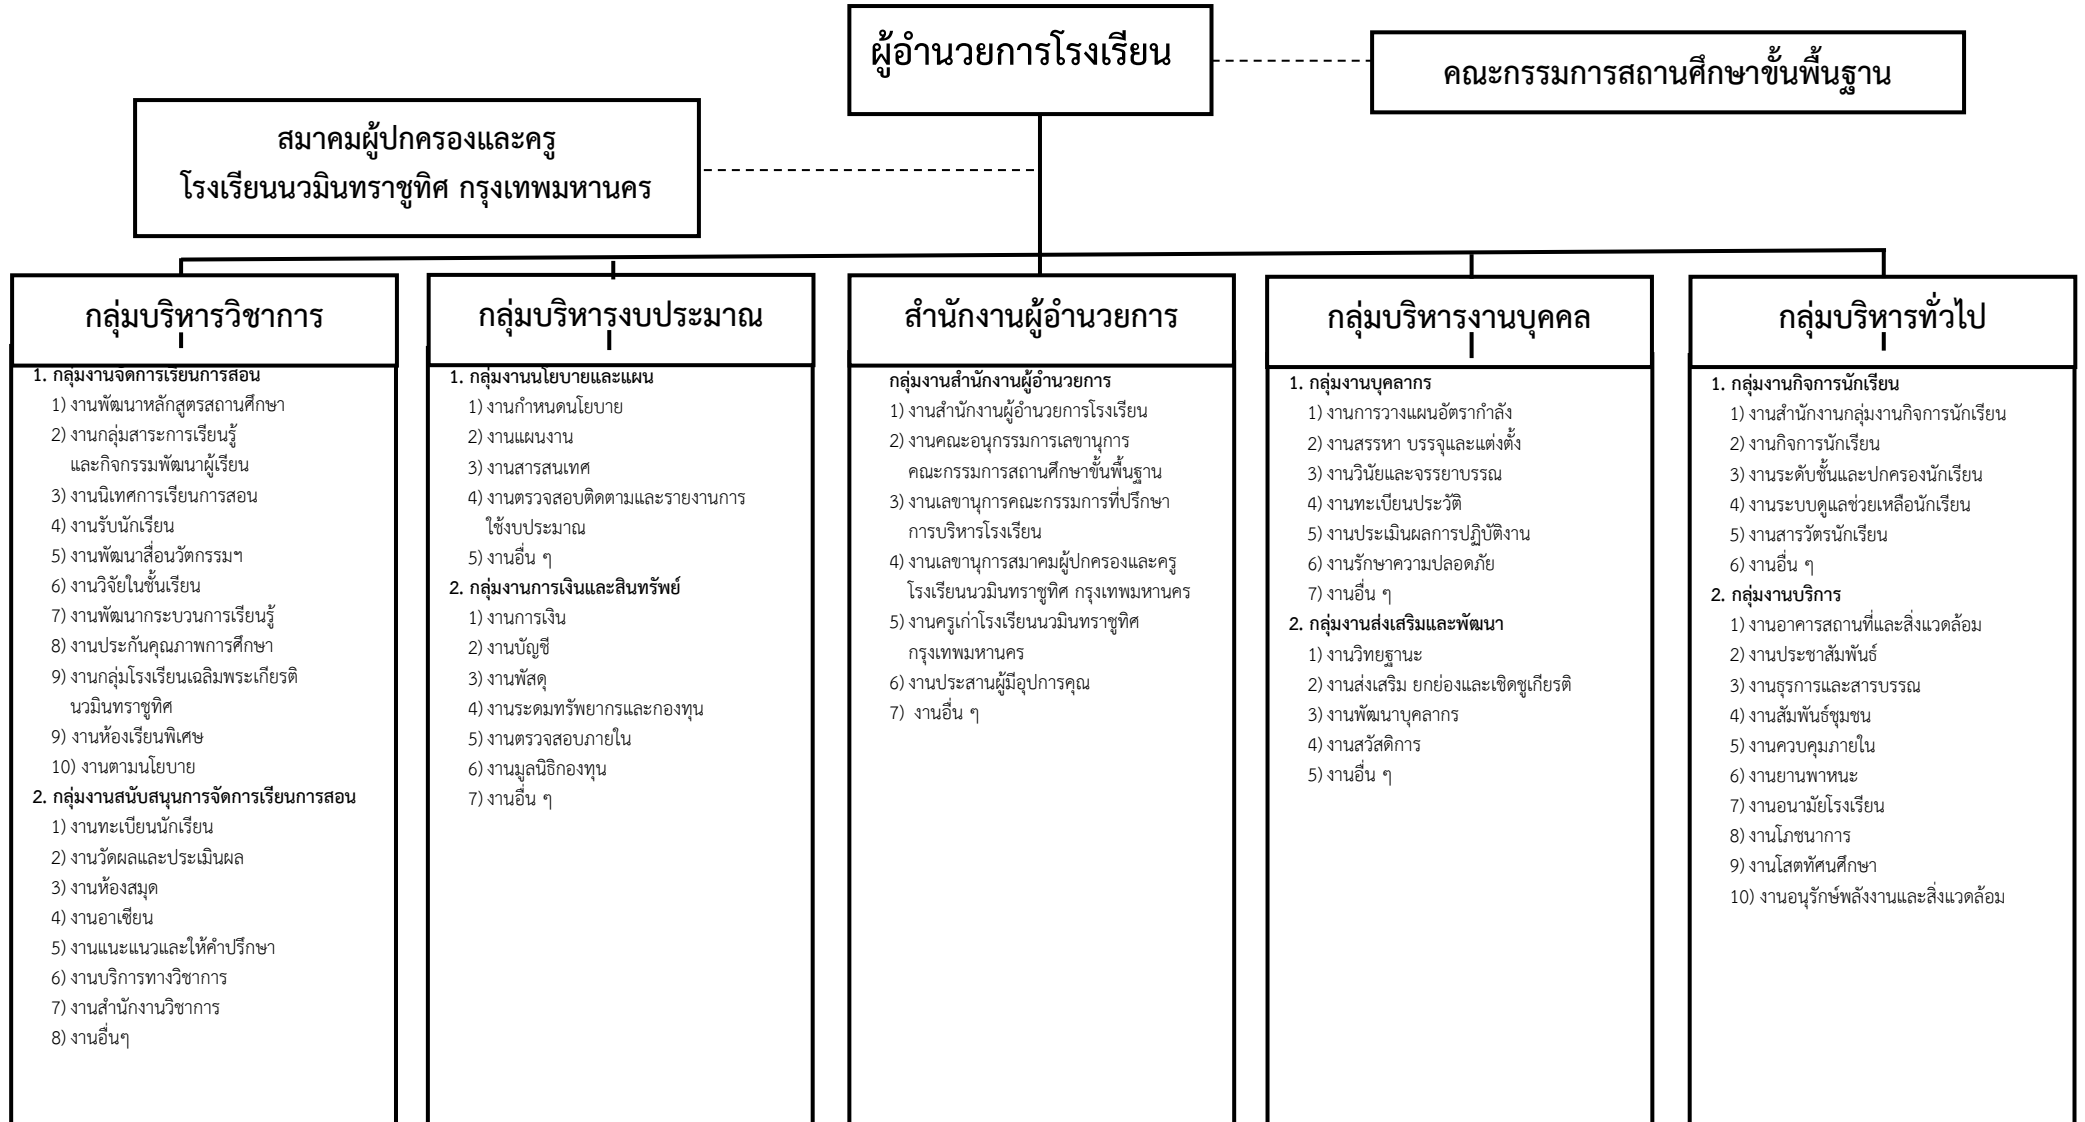 ผู้อำนวยการโรงเรียน
คณะกรรมการสถานศึกษาขั้นพื้นฐาน
สมาคมผู้ปกครองและครู
โรงเรียนนวมินทราชูทิศ กรุงเทพมหานคร
กลุ่มบริหารวิชาการ
1. กลุ่มงานจัดการเรียนการสอน
1) งานพัฒนาหลักสูตรสถานศึกษา
2) งานกลุ่มสาระการเรียนรู้
และกิจกรรมพัฒนาผู้เรียน
3) งานนิเทศการเรียนการสอน
4) งานรับนักเรียน
5) งานพัฒนาสื่อนวัตกรรมฯ
6) งานวิจัยในชั้นเรียน
7) งานพัฒนากระบวนการเรียนรู้
8) งานประกันคุณภาพการศึกษา
9) งานกลุ่มโรงเรียนเฉลิมพระเกียรติ
นวมินทราชูทิศ
9) งานห้องเรียนพิเศษ
10) งานตามนโยบาย
2. กลุ่มงานสนับสนุนการจัดการเรียนการสอน
1) งานทะเบียนนักเรียน
2) งานวัดผลและประเมินผล
3) งานห้องสมุด
4) งานอาเซียน
5) งานแนะแนวและให้คำปรึกษา
6) งานบริการทางวิชาการ
7) งานสำนักงานวิชาการ
8) งานอื่นๆ
กลุ่มบริหารงบประมาณ
1. กลุ่มงานนโยบายและแผน
1) งานกำหนดนโยบาย
2) งานแผนงาน
3) งานสารสนเทศ
4) งานตรวจสอบติดตามและรายงานการ
ใช้งบประมาณ
5) งานอื่น ๆ
2. กลุ่มงานการเงินและสินทรัพย์
1) งานการเงิน
2) งานบัญชี
3) งานพัสดุ
4) งานระดมทรัพยากรและกองทุน
5) งานตรวจสอบภายใน
6) งานมูลนิธิกองทุน
7) งานอื่น ๆ
สำนักงานผู้อำนวยการ
กลุ่มงานสำนักงานผู้อำนวยการ
1) งานสำนักงานผู้อำนวยการโรงเรียน
2) งานคณะอนุกรรมการเลขานุการ
คณะกรรมการสถานศึกษาขั้นพื้นฐาน
3) งานเลขานุการคณะกรรมการที่ปรึกษา
การบริหารโรงเรียน
4) งานเลขานุการสมาคมผู้ปกครองและครู
โรงเรียนนวมินทราชูทิศ กรุงเทพมหานคร
5) งานครูเก่าโรงเรียนนวมินทราชูทิศ
กรุงเทพมหานคร
6) งานประสานผู้มีอุปการคุณ
7) งานอื่น ๆ
กลุ่มบริหารงานบุคคล
1. กลุ่มงานบุคลากร
1) งานการวางแผนอัตรากำลัง
2) งานสรรหา บรรจุและแต่งตั้ง
3) งานวินัยและจรรยาบรรณ
4) งานทะเบียนประวัติ
5) งานประเมินผลการปฏิบัติงาน
6) งานรักษาความปลอดภัย
7) งานอื่น ๆ
2. กลุ่มงานส่งเสริมและพัฒนา
1) งานวิทยฐานะ
2) งานส่งเสริม ยกย่องและเชิดชูเกียรติ
3) งานพัฒนาบุคลากร
4) งานสวัสดิการ
5) งานอื่น ๆ
กลุ่มบริหารทั่วไป
1. กลุ่มงานกิจการนักเรียน
1) งานสำนักงานกลุ่มงานกิจการนักเรียน
2) งานกิจการนักเรียน
3) งานระดับชั้นและปกครองนักเรียน
4) งานระบบดูแลช่วยเหลือนักเรียน
5) งานสารวัตรนักเรียน
6) งานอื่น ๆ
2. กลุ่มงานบริการ
1) งานอาคารสถานที่และสิ่งแวดล้อม
2) งานประชาสัมพันธ์
3) งานธุรการและสารบรรณ
4) งานสัมพันธ์ชุมชน
5) งานควบคุมภายใน
6) งานยานพาหนะ
7) งานอนามัยโรงเรียน
8) งานโภชนาการ
9) งานโสตทัศนศึกษา
10) งานอนุรักษ์พลังงานและสิ่งแวดล้อม